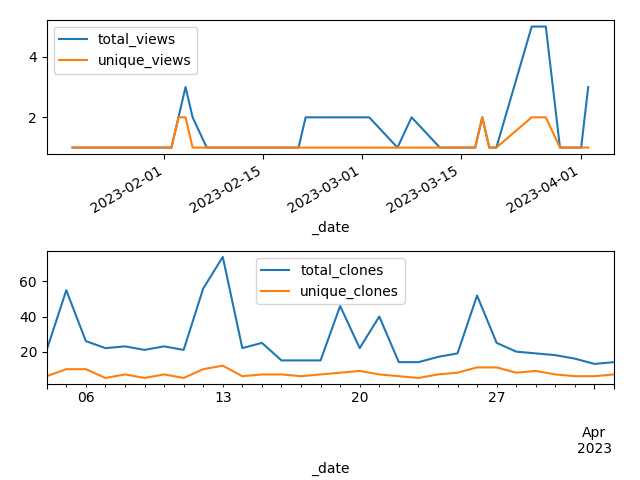 total_views
unique_views
4
2
2023-02-01
2023-02-15
2023-03-01
2023-03-15
2023-04-01
_date
total_clones
unique_clones
60
40
20
06
13
20
27
Apr
2023
_date